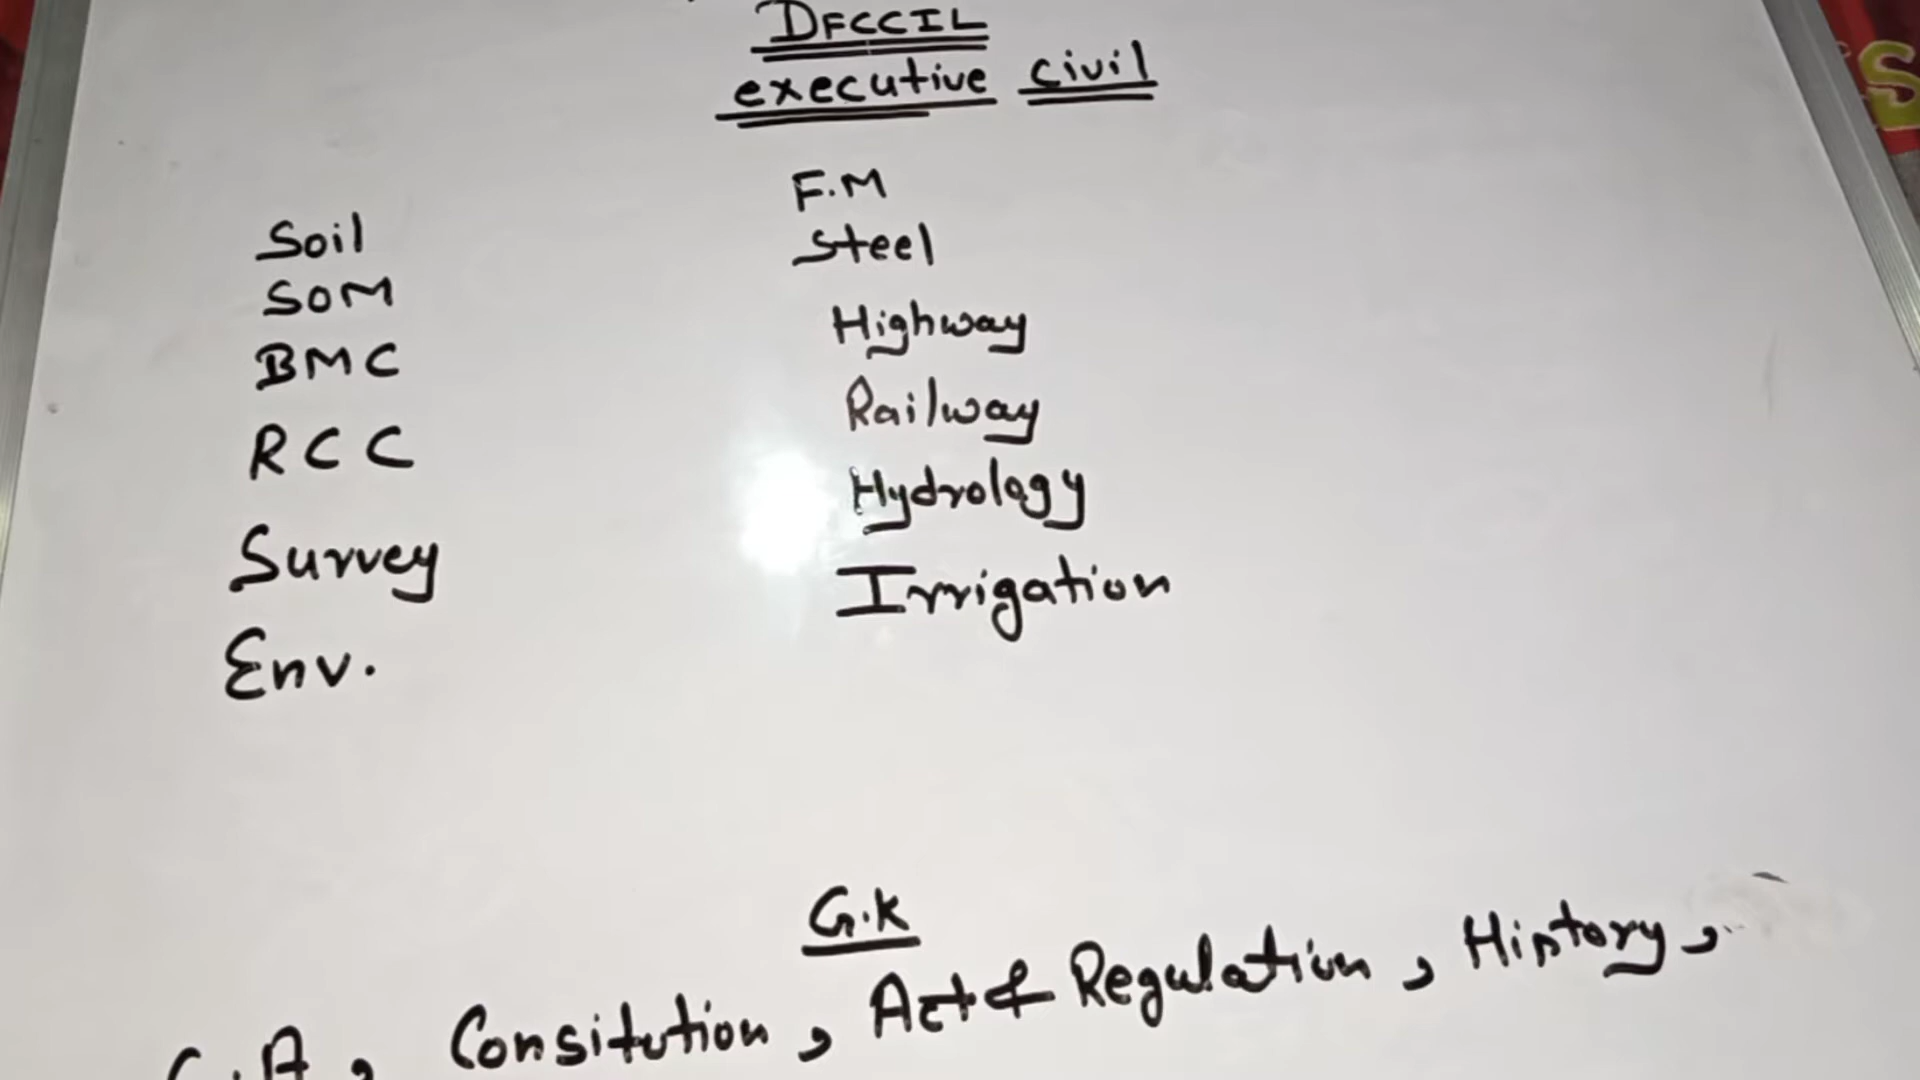 DFCCIL
executive civil
Soil
SOM
BMC
RCC
Survey
Env.
F.M
Steel
Highway
Railway
Hydrology
Irrigation
G.K
C.A, Consitution, Act & Regulation, History,
S